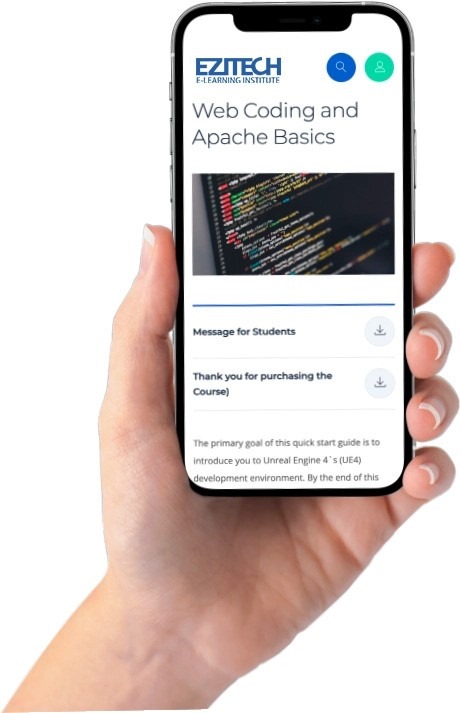 EZITECH
E-LEARNING INSTITUTE
Web Coding and
Apache Basics
Message for Students
Thank you for purchasing the
Course)
The primary goal of this quick start guide is to
introduce you to Unreal Engine 4`s (UE4)
development environment. By the end of this